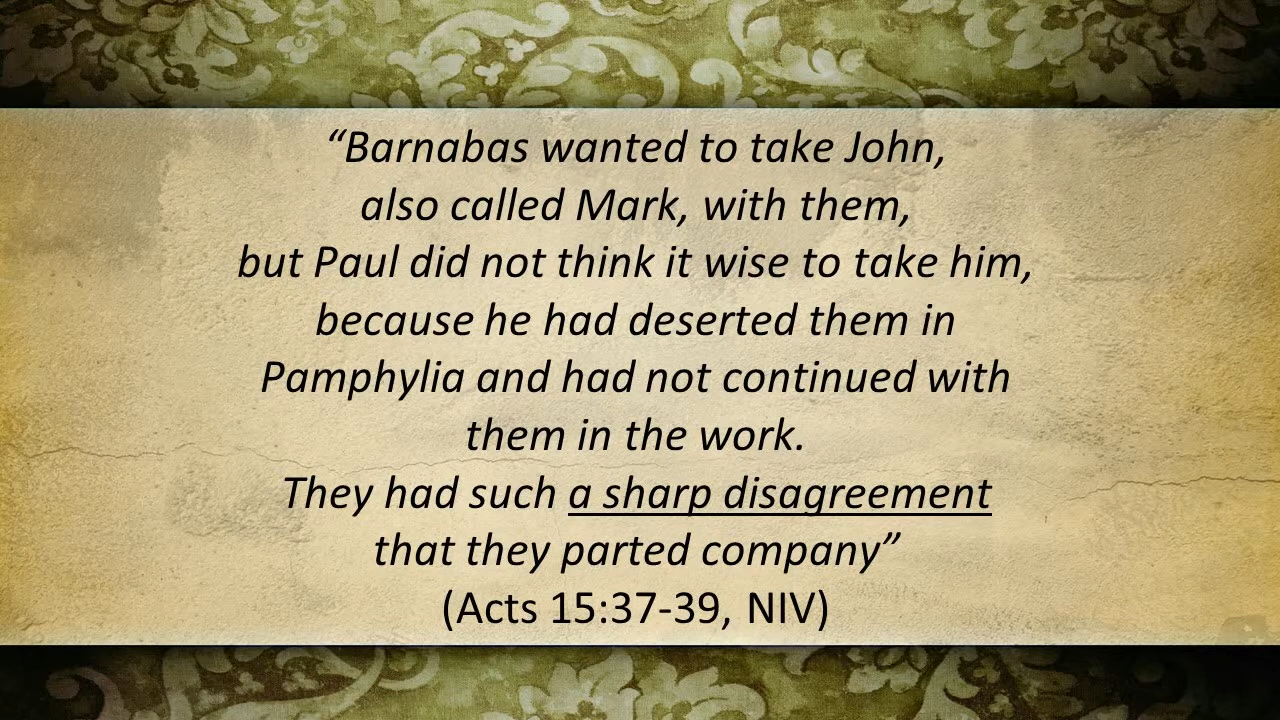 “Barnabas wanted to take John,
also called Mark, with them,
but Paul did not think it wise to take him,
because he had deserted them in
Pamphylia and had not continued with
them in the work.
They had such a sharp disagreement
that they parted company”
(Acts 15:37-39, NIV)